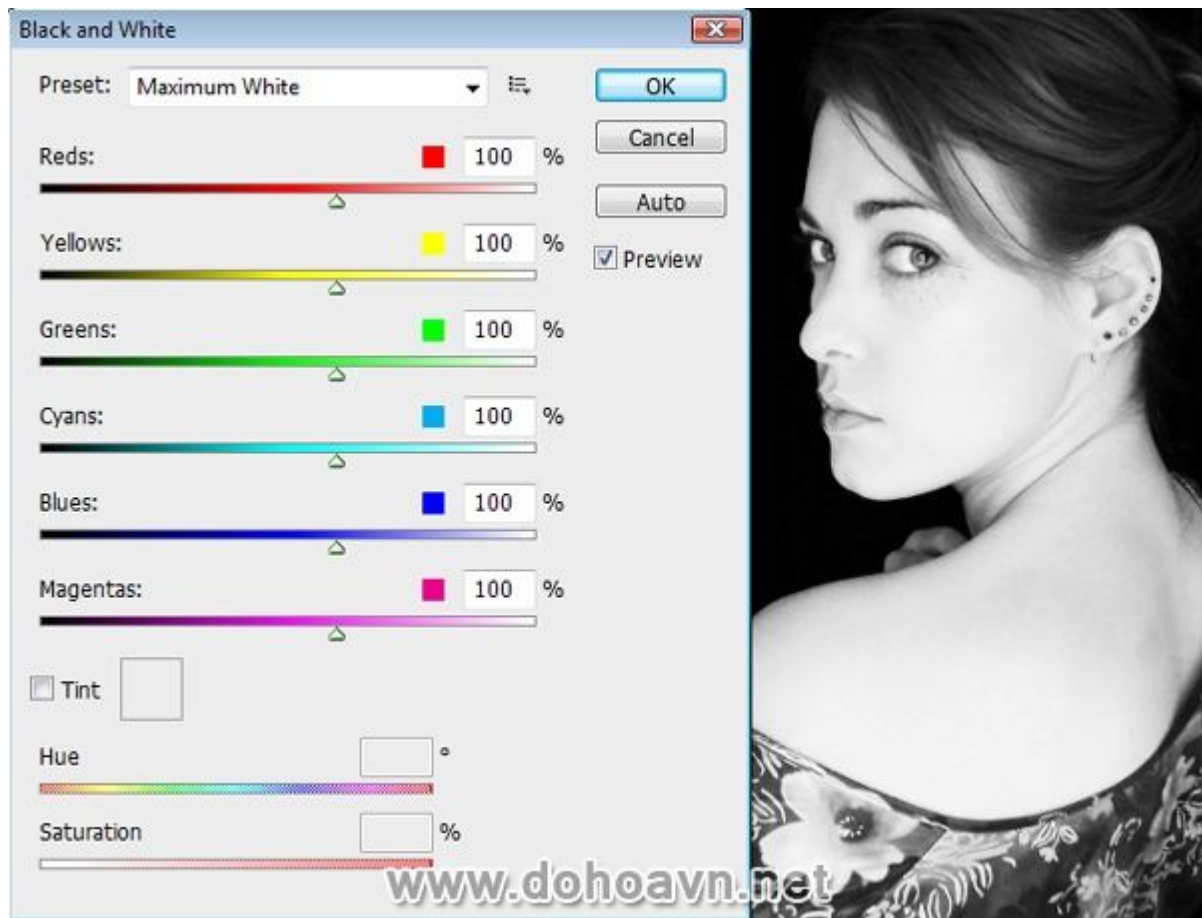 Black and White
Preset: Maximum White
OK
Cancel
Auto
Preview
Reds: 100 %
Yellows: 100 %
Greens: 100 %
Cyans: 100 %
Blues: 100 %
Magentas: 100 %
Tint
Hue °
Saturation %
www.dohoavn.net